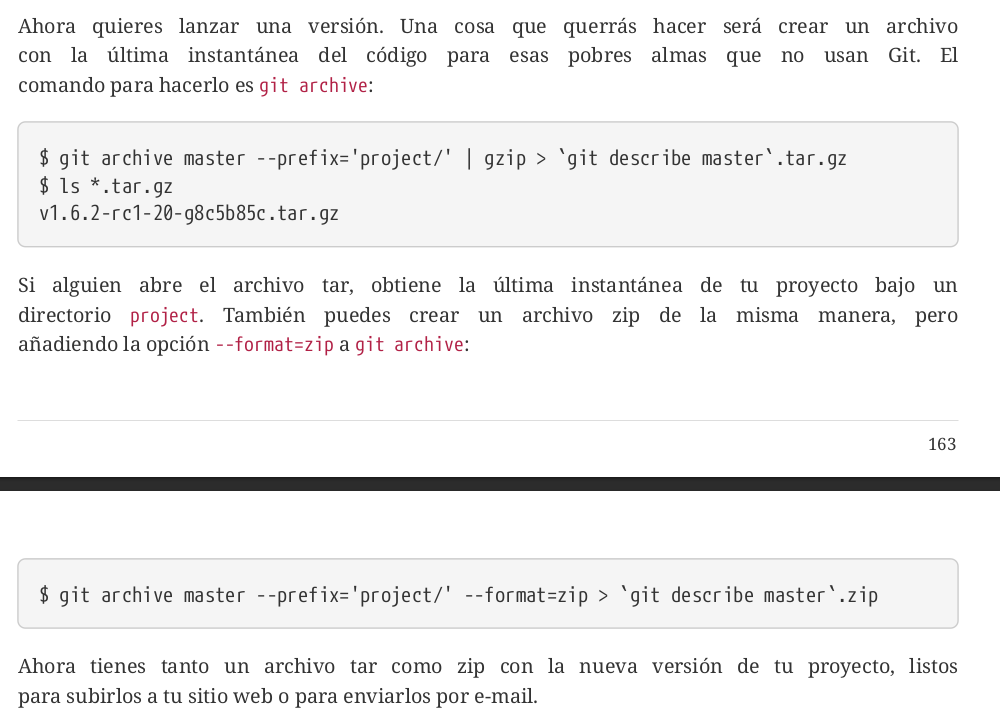 Ahora quieres lanzar una versión. Una cosa que querrás hacer será crear un archivo
con la última instantánea del código para esas pobres almas que no usan Git. El
comando para hacerlo es git archive:
$ git archive master --prefix='project/' | gzip > `git describe master`.tar.gz
$ ls *.tar.gz
v1.6.2-rc1-20-g8c5b85c.tar.gz
Si alguien abre el archivo tar, obtiene la última instantánea de tu proyecto bajo un
directorio project. También puedes crear un archivo zip de la misma manera, pero
añadiendo la opción --format=zip a git archive:
163
$ git archive master --prefix='project/' --format=zip > `git describe master`.zip
Ahora tienes tanto un archivo tar como zip con la nueva versión de tu proyecto, listos
para subirlos a tu sitio web o para enviarlos por e-mail.